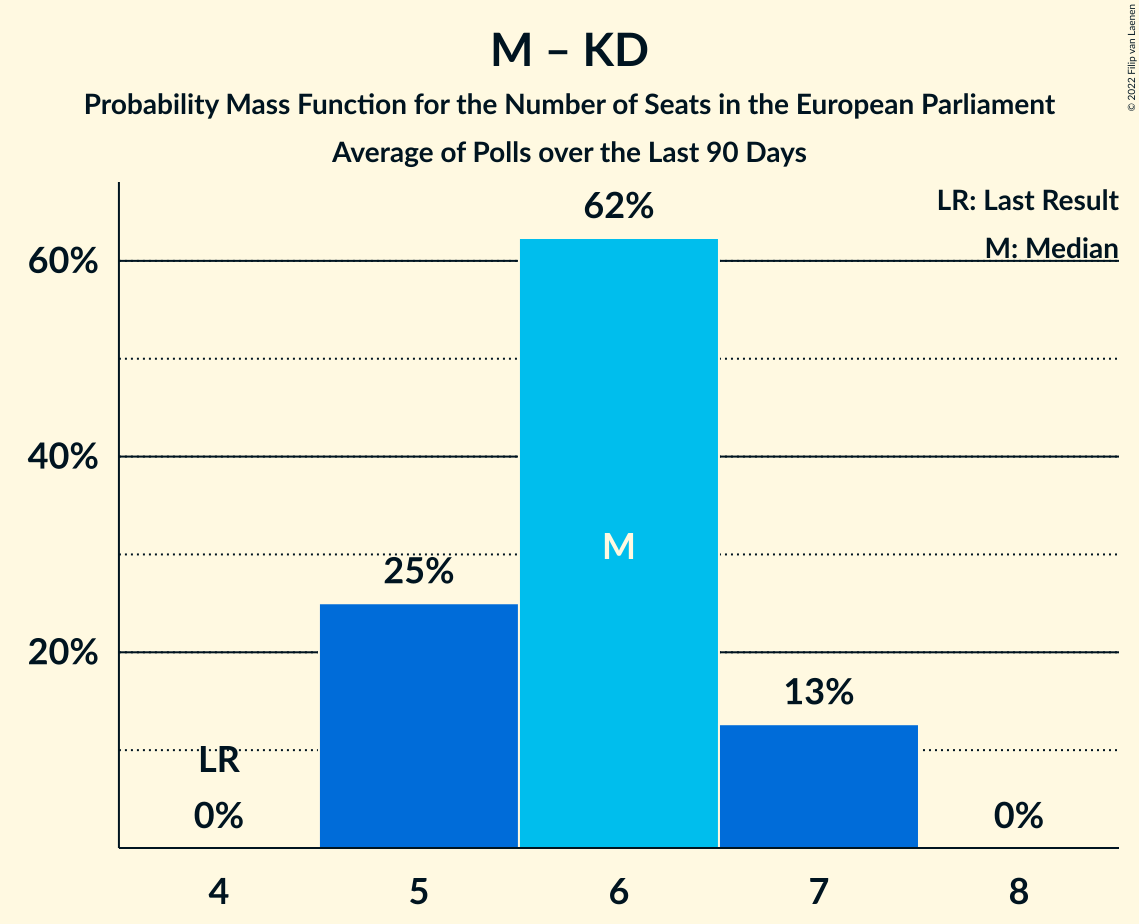 M – KD
Probability Mass Function for the Number of Seats in the European Parliament
Average of Polls over the Last 90 Days
© 2022 Filip van Laenen
LR: Last Result
M: Median
62%
60%
40%
M
25%
20%
13%
LR
0%
0%
4 5 6 7 8